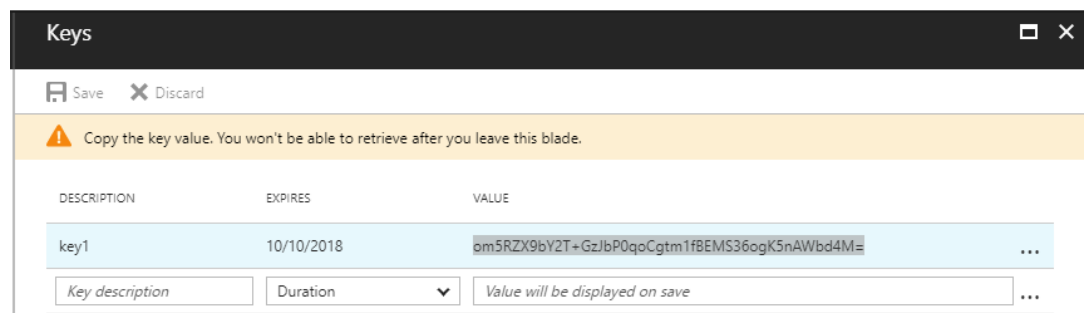 Keys
Save Discard
Copy the key value. You won't be able to retrieve after you leave this blade.
DESCRIPTION EXPIRES VALUE
key1 10/10/2018 om5RZX9bY2T+GzJbP0qoCgtm1fBEMS36ogK5nAWbd4M= ...
Key description Duration Value will be displayed on save ...